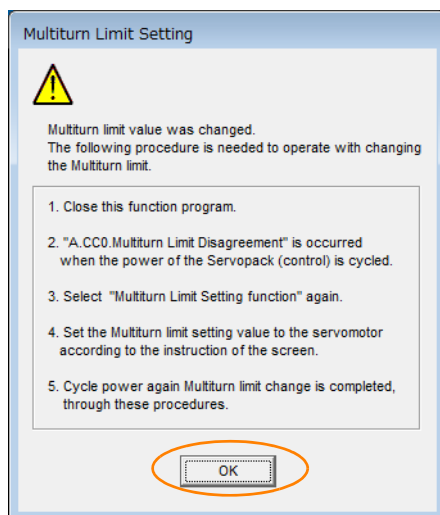 Multiturn Limit Setting
Multiturn limit value was changed.
The following procedure is needed to operate with changing
the Multiturn limit.
1. Close this function program.
2. "A.CC0.Multiturn Limit Disagreement" is occurred
when the power of the Servopack (control) is cycled.
3. Select "Multiturn Limit Setting function" again.
4. Set the Multiturn limit setting value to the servomotor
according to the instruction of the screen.
5. Cycle power again Multiturn limit change is completed,
through these procedures.
OK